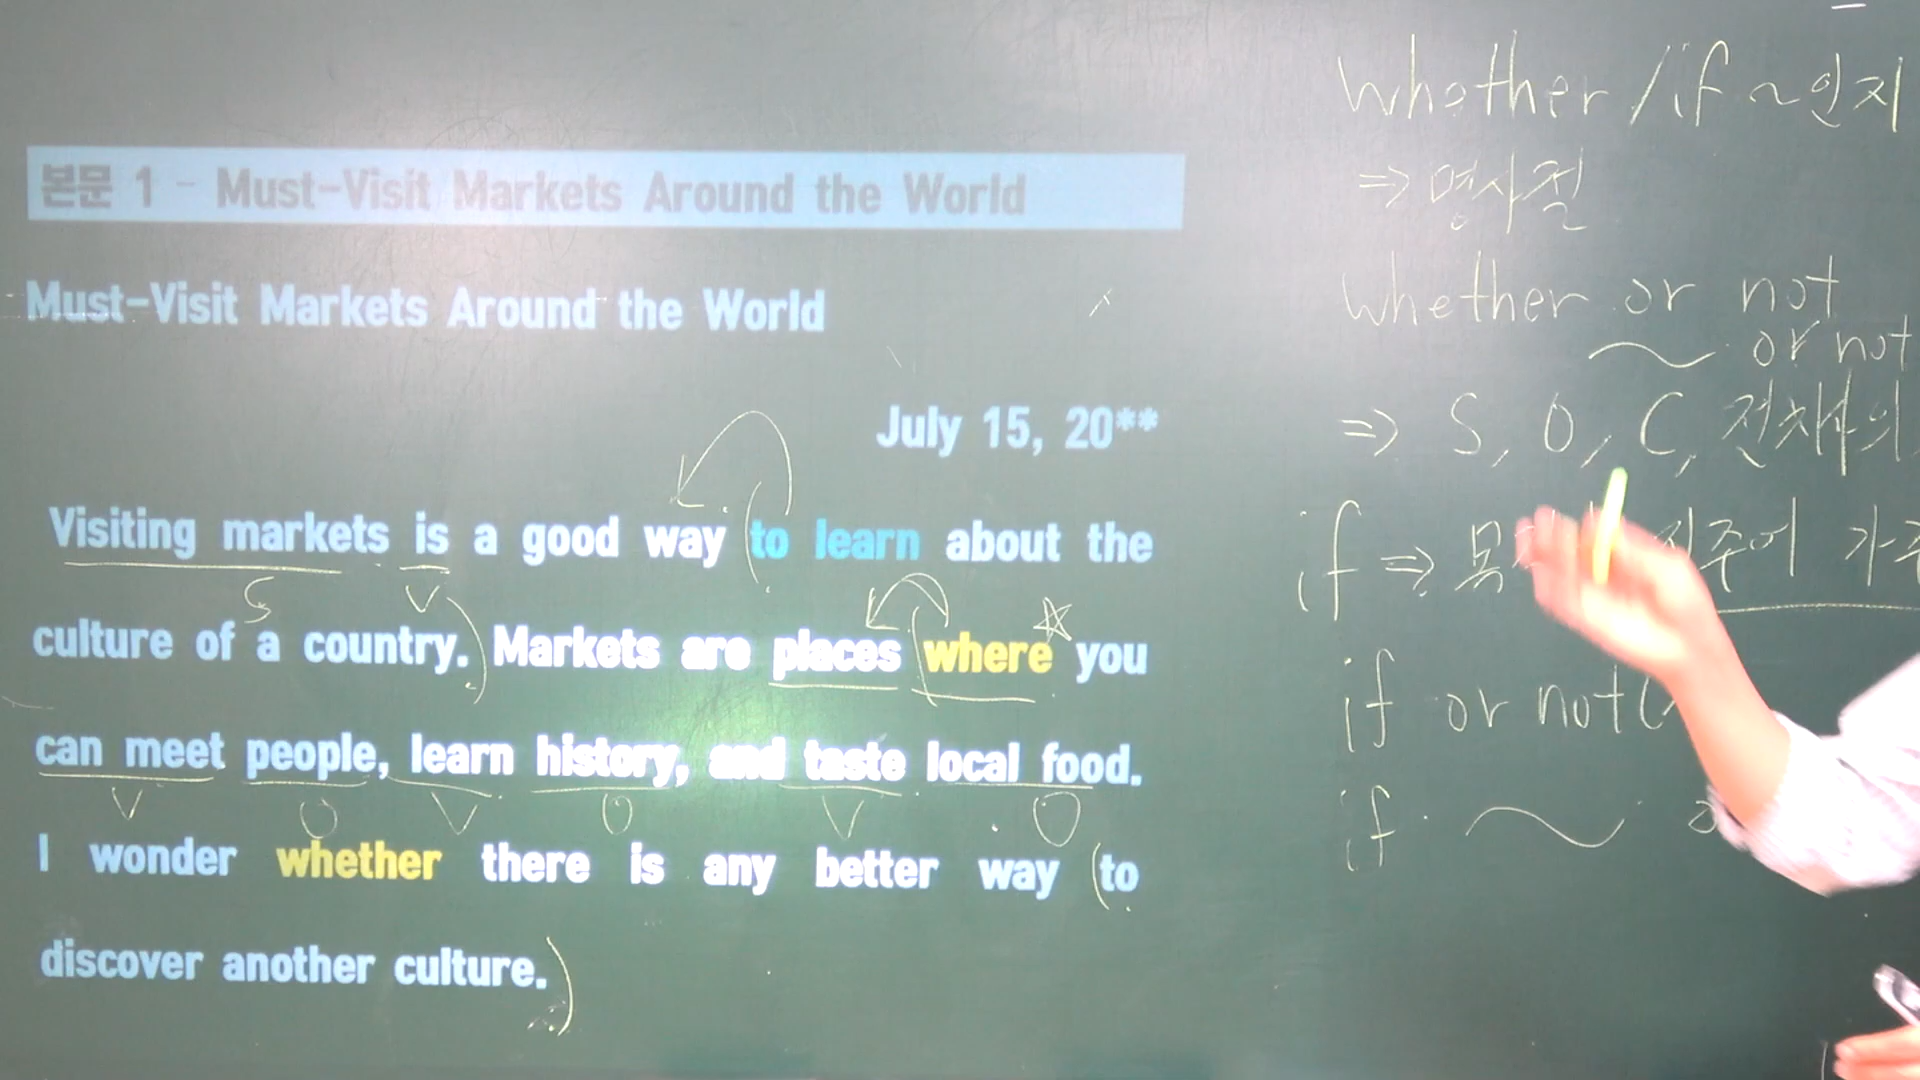 본문 1 - Must-Visit Markets Around the World
Must-Visit Markets Around the World
July 15, 20**
Visiting markets is a good way (to learn about the
S V
culture of a country.) Markets are places (where you
can meet people, learn history, and taste local food.
V O V O V O
I wonder whether there is any better way (to
discover another culture.)
whether / if ~인지
⇒ 명사절
whether or not
~ or not
⇒ S, O, C, 전치사의
if ⇒ 진주어
if or not (
if ~